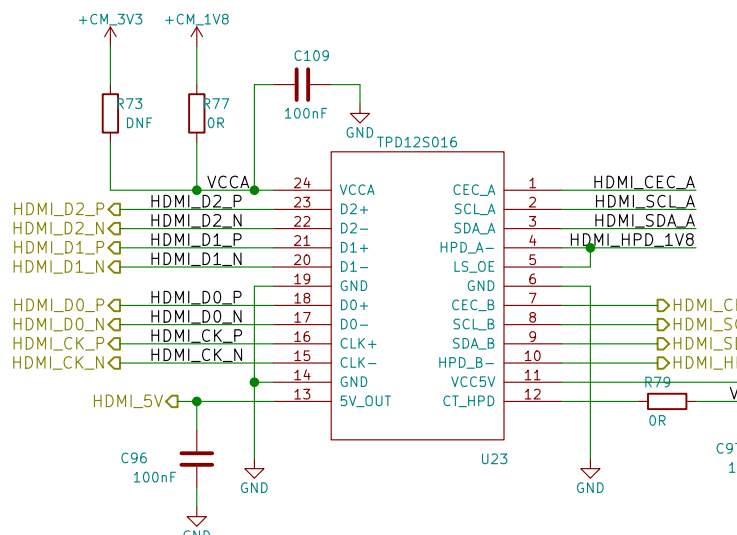 +CM_3V3 +CM_1V8
C109
R73 R77
DNF 0R 100nF
GND
TPD12S016
VCCA 24 VCCA CEC_A 1 HDMI_CEC_A
HDMI_D2_P HDMI_D2_P 23 D2+ SCL_A 2 HDMI_SCL_A
HDMI_D2_N HDMI_D2_N 22 D2- SDA_A 3 HDMI_SDA_A
HDMI_D1_P HDMI_D1_P 21 D1+ HPD_A- 4 HDMI_HPD_1V8
HDMI_D1_N HDMI_D1_N 20 D1- LS_OE 5
19 GND GND 6
HDMI_D0_P HDMI_D0_P 18 D0+ CEC_B 7
HDMI_D0_N HDMI_D0_N 17 D0- SCL_B 8
HDMI_CK_P HDMI_CK_P 16 CLK+ SDA_B 9
HDMI_CK_N HDMI_CK_N 15 CLK- HPD_B- 10
14 GND VCC5V 11
HDMI_5V 13 5V_OUT CT_HPD 12 R79
0R
C96 U23
100nF
GND GND
GND